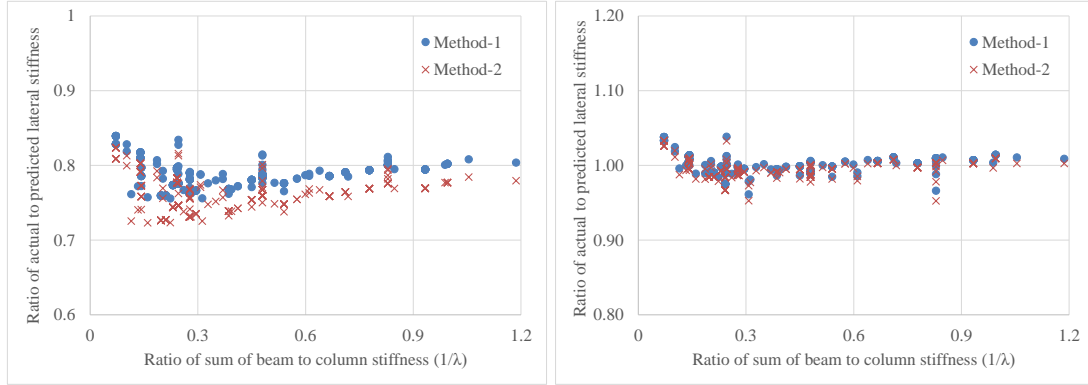 Ratio of actual to predicted lateral stiffness
1
0.9
0.8
0.7
0.6
0
0.3
0.6
0.9
1.2
Ratio of sum of beam to column stiffness (1/λ)
Method-1
Method-2
Ratio of actual to predicted lateral stiffness
1.20
1.10
1.00
0.90
0.80
0
0.3
0.6
0.9
1.2
Ratio of sum of beam to column stiffness (1/λ)
Method-1
Method-2